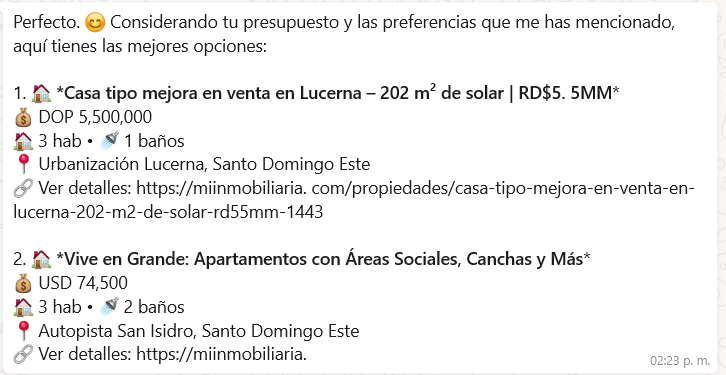 Perfecto. 😊 Considerando tu presupuesto y las preferencias que me has mencionado,
aquí tienes las mejores opciones:
1. 🏠 *Casa tipo mejora en venta en Lucerna – 202 m² de solar | RD$5. 5MM*
💰 DOP 5,500,000
🏠 3 hab • 🚿 1 baños
📍 Urbanización Lucerna, Santo Domingo Este
🔗 Ver detalles: https://miinmobiliaria. com/propiedades/casa-tipo-mejora-en-venta-en-
lucerna-202-m2-de-solar-rd55mm-1443
2. 🏠 *Vive en Grande: Apartamentos con Áreas Sociales, Canchas y Más*
💰 USD 74,500
🏠 3 hab • 🚿 2 baños
📍 Autopista San Isidro, Santo Domingo Este
🔗 Ver detalles: https://miinmobiliaria.
02:23 p. m.